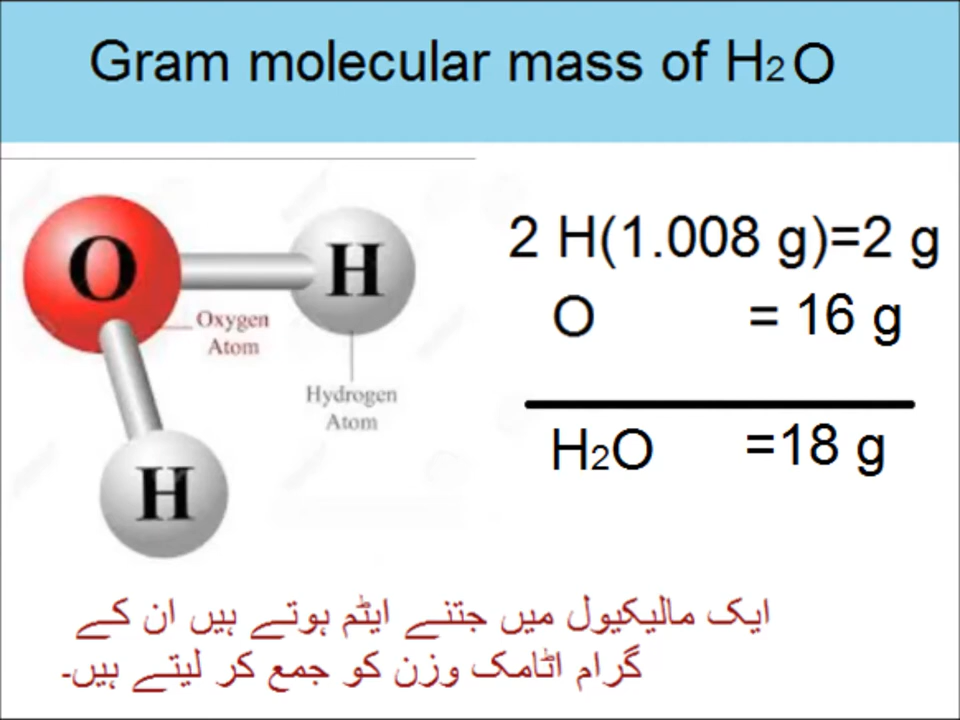 Gram molecular mass of H₂O
O
H
Oxygen
Atom
Hydrogen
Atom
H
2 H(1.008 g)=2 g
O = 16 g
H₂O =18 g
ایک مالیکیول میں جتنے ایٹم ہوتے ہیں ان کے
گرام اٹامک وزن کو جمع کر لیتے ہیں۔